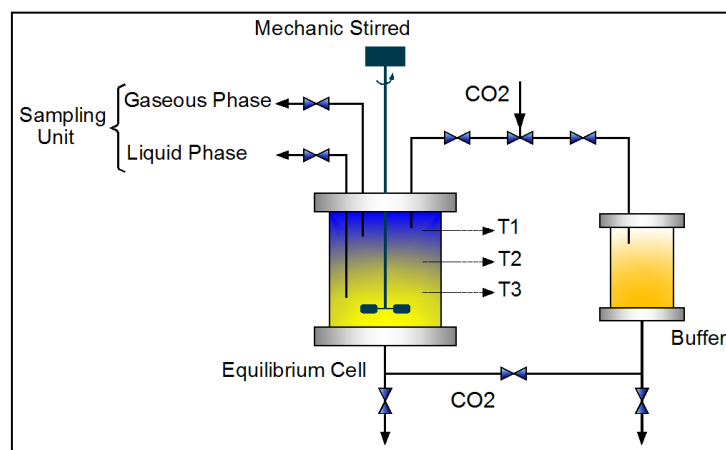 Mechanic Stirred
Gaseous Phase
CO2
Sampling
Unit
Liquid Phase
T1
T2
T3
Buffer
Equilibrium Cell
CO2